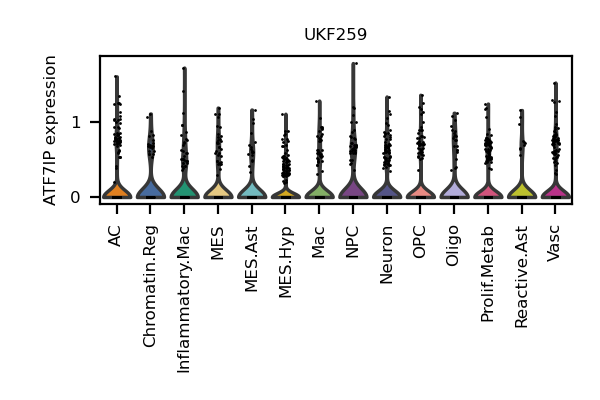 UKF259
ATF7IP expression
1
0
AC
Chromatin.Reg
Inflammatory.Mac
MES
MES.Ast
MES.Hyp
Mac
NPC
Neuron
OPC
Oligo
Prolif.Metab
Reactive.Ast
Vasc